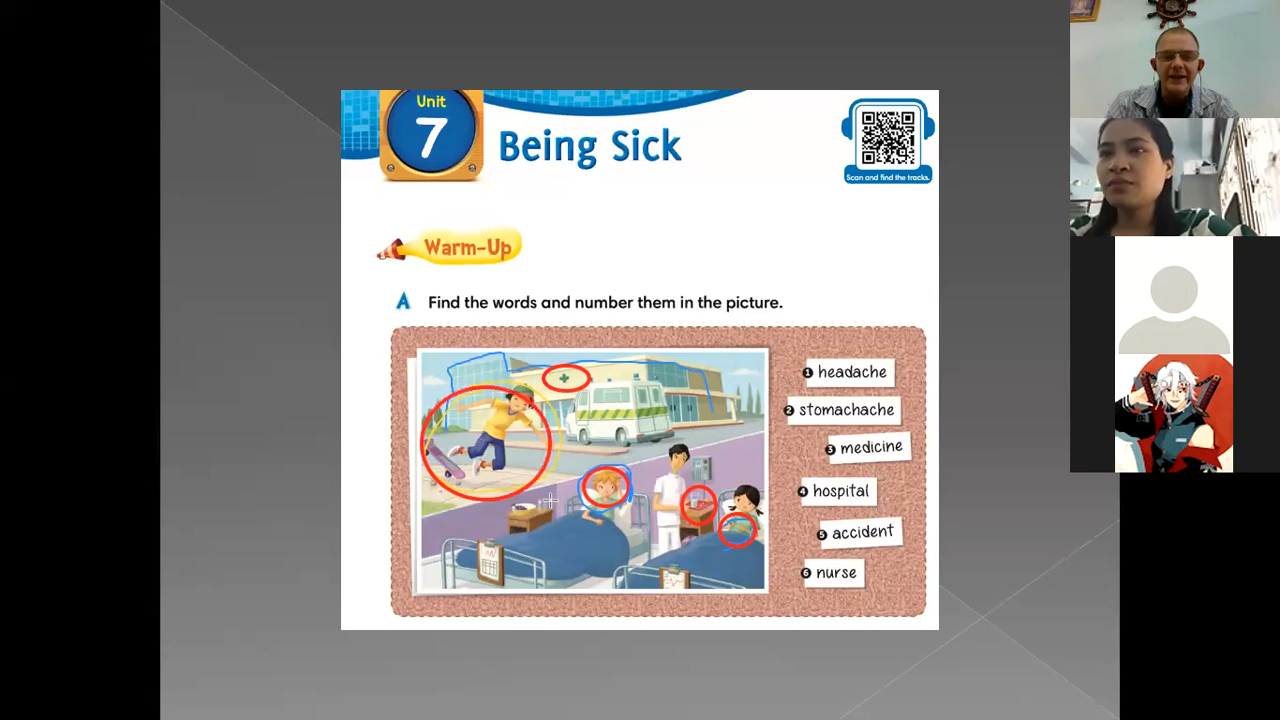 Unit
7
Being Sick
Scan and find the tracks.
Warm-Up
A Find the words and number them in the picture.
1 headache
2 stomachache
3 medicine
4 hospital
5 accident
6 nurse